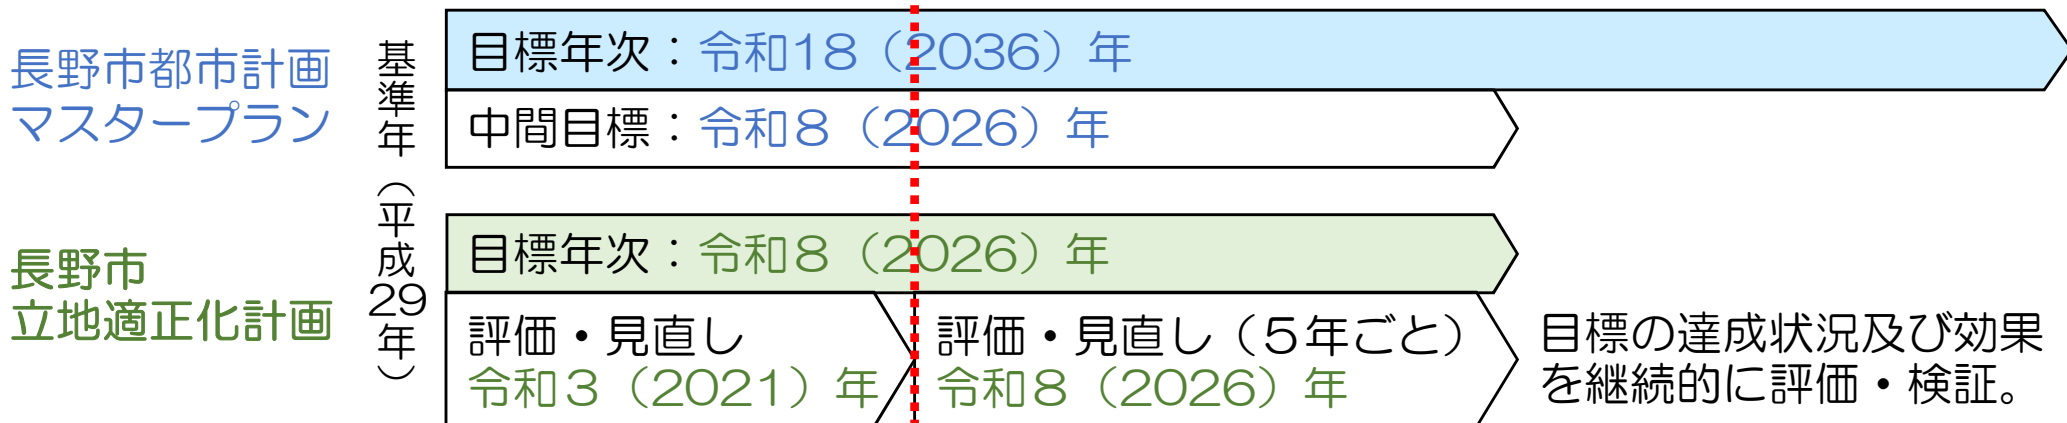 長野市都市計画
マスタープラン
基準年（平成29年）
目標年次：令和18（2036）年
中間目標：令和8（2026）年
長野市
立地適正化計画
目標年次：令和8（2026）年
評価・見直し
令和3（2021）年
評価・見直し（5年ごと）
令和8（2026）年
目標の達成状況及び効果
を継続的に評価・検証。